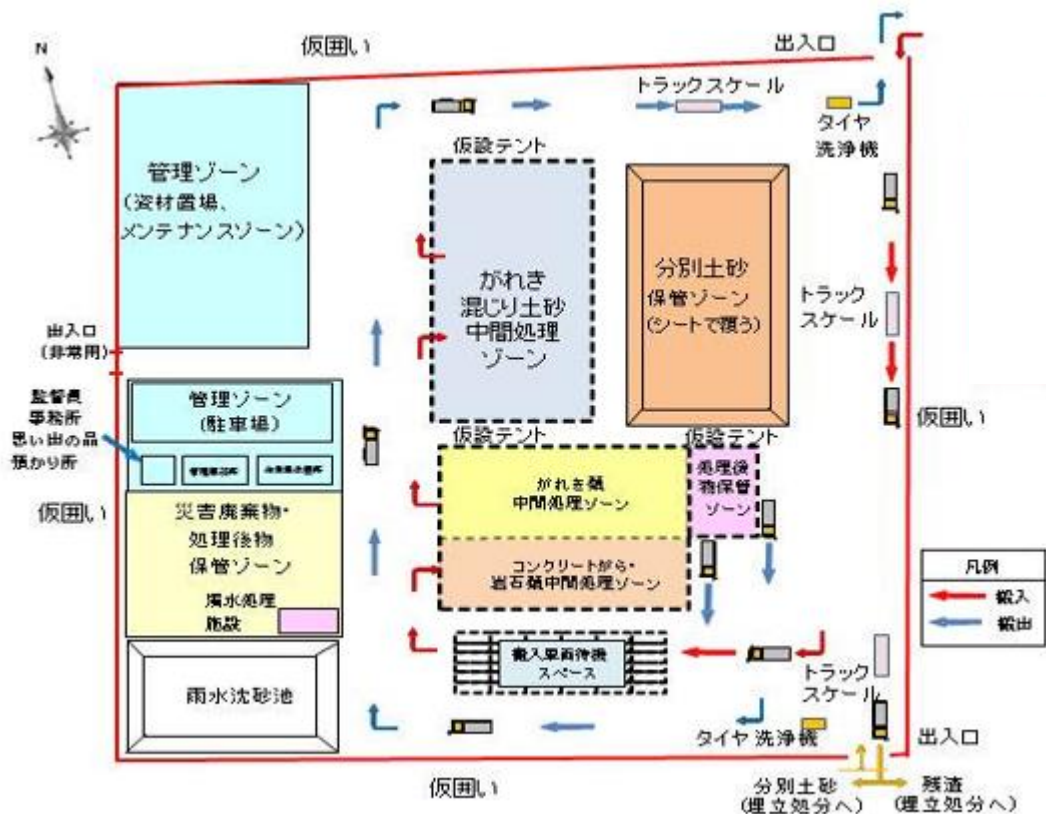 仮囲い
出入口
N
トラックスケール
タイヤ
洗浄機
仮設テント
管理ゾーン
(資材置場、
メンテナンスゾーン)
がれき
混じり土砂
中間処理
ゾーン
分別土砂
保管ゾーン
(シートで覆う)
トラック
スケール
出入口
(非常用)
監督員
事務所
思い出の品
預かり所
管理ゾーン
(駐車場)
仮設テント
仮設テント
仮囲い
がれき類
中間処理ゾーン
処理後
物保管
ゾーン
仮囲い
災害廃棄物・
処理後物
保管ゾーン
コンクリートがら・
岩石類中間処理ゾーン
濁水処理
施設
凡例
搬入
搬出
搬入車両待機
スペース
トラック
スケール
雨水沈砂池
タイヤ洗浄機
出入口
仮囲い
分別土砂
(埋立処分へ)
残渣
(埋立処分へ)